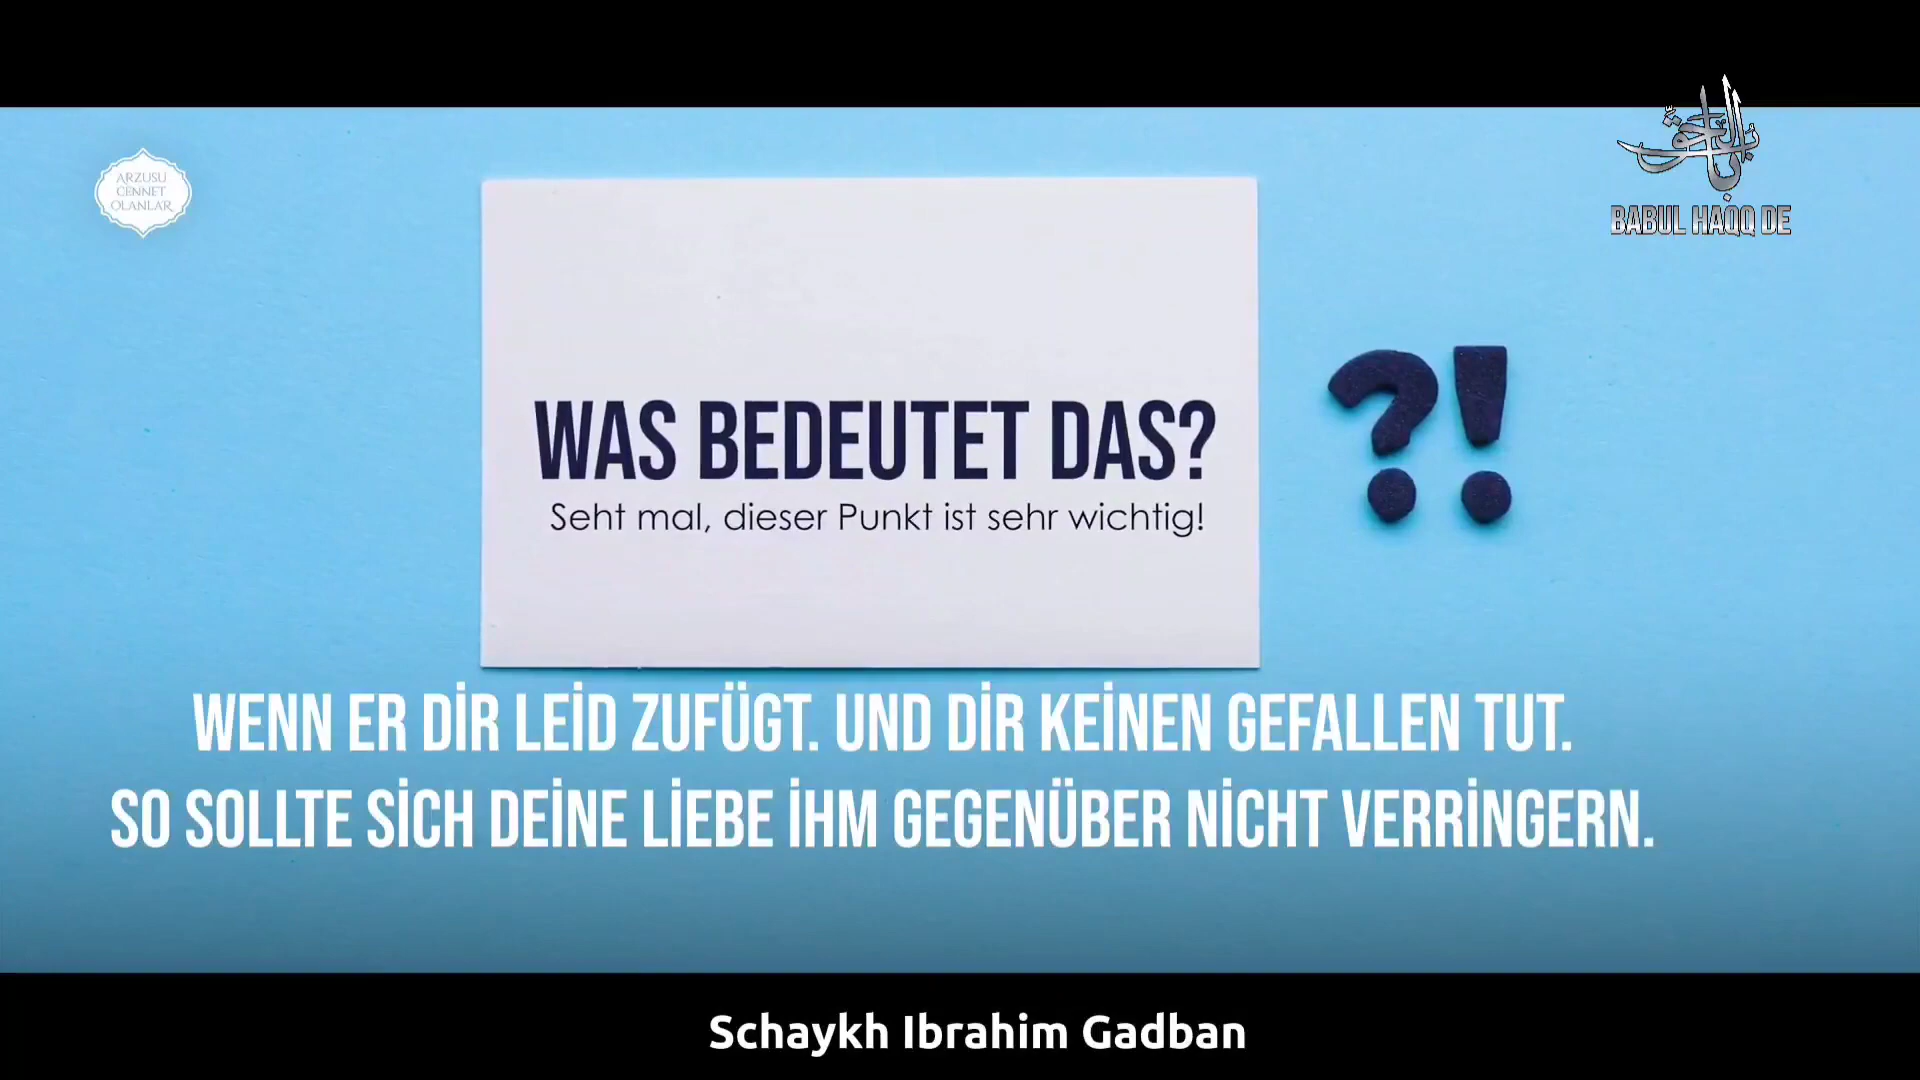 ARZUSU
CENNET
OLANLAR
باب الحق
BABUL HAQQ DE
WAS BEDEUTET DAS?
?!
Seht mal, dieser Punkt ist sehr wichtig!
WENN ER DİR LEİD ZUFÜGT. UND DİR KEİNEN GEFALLEN TUT.
SO SOLLTE SİCH DEİNE LİEBE İHM GEGENÜBER NİCHT VERRİNGERN.
Schaykh Ibrahim Gadban